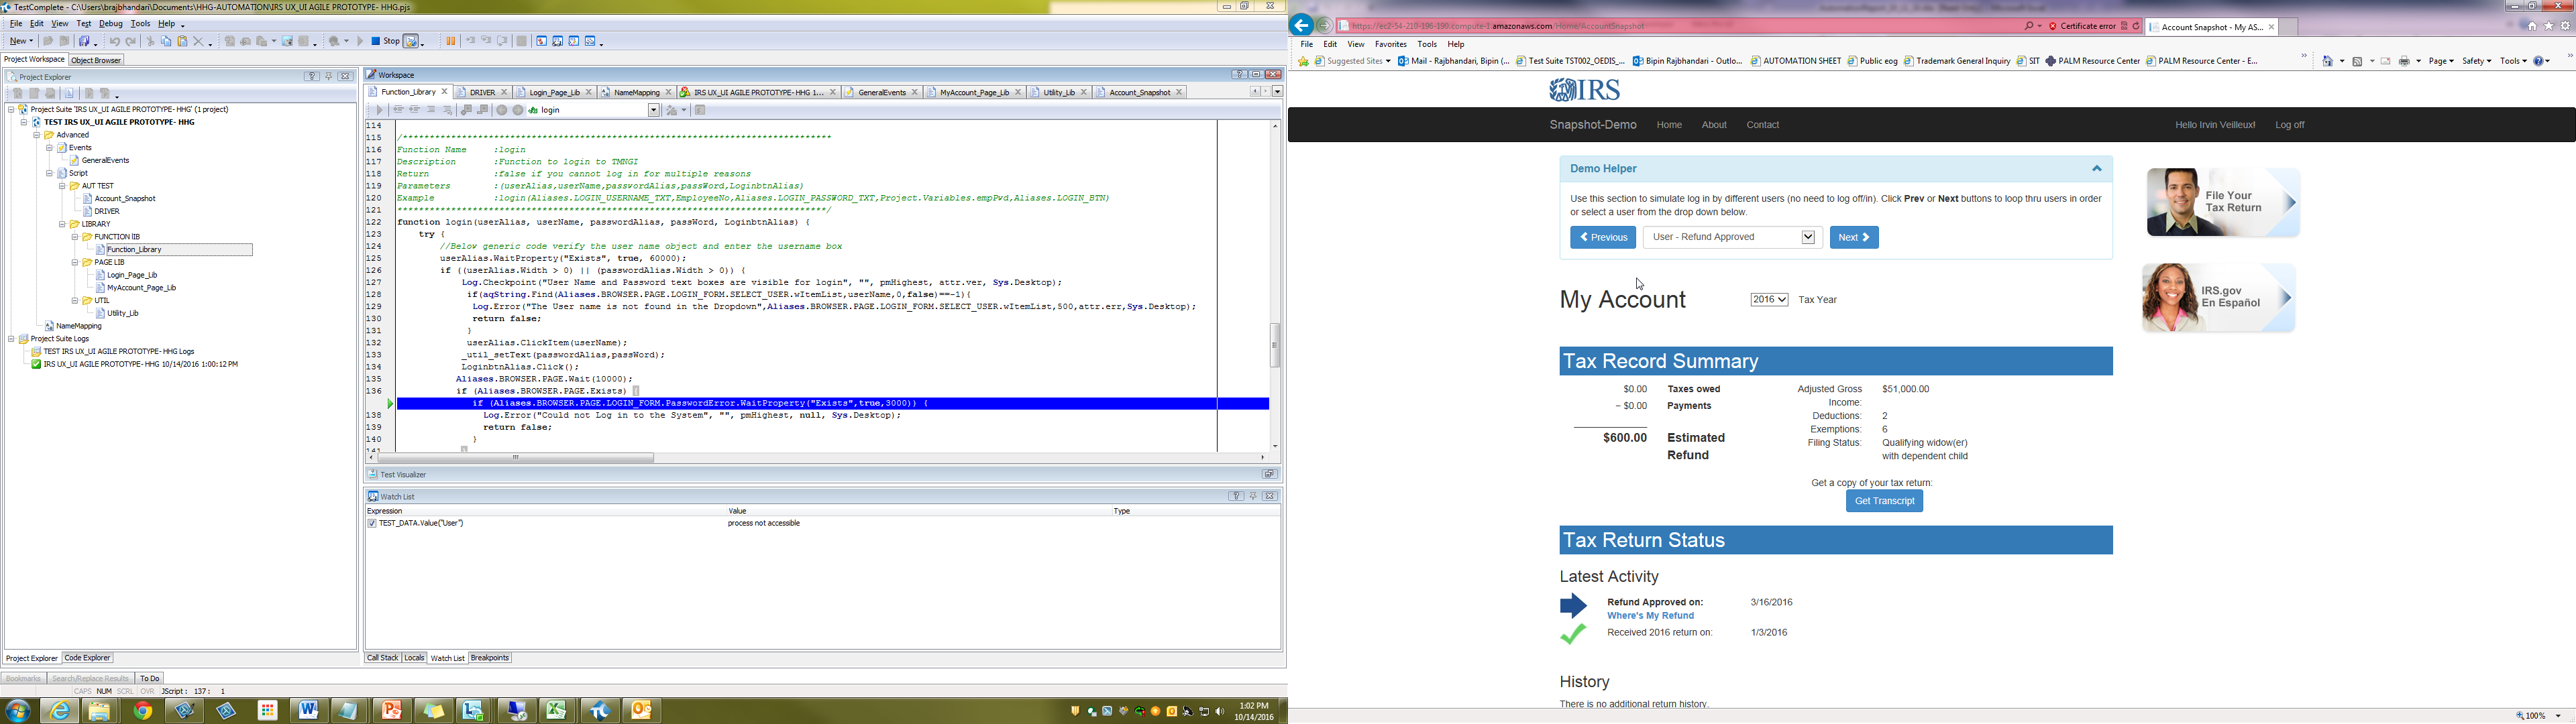 TestComplete - C:\Users\brajbhandari\Documents\HHG-AUTOMATION\IRS UX_UI AGILE PROTOTYPE- HHG.pjs
File Edit View Test Debug Tools Help
New Stop
Project Workspace Object Browser
Project Explorer
Project Suite 'IRS UX_UI AGILE PROTOTYPE-HHG' (1 project)
TEST IRS UX_UI AGILE PROTOTYPE- HHG
Advanced
Events
GeneralEvents
Script
AUT TEST
Account_Snapshot
DRIVER
LIBRARY
FUNCTION lIB
Function_Library
PAGE LIB
Login_Page_Lib
MyAccount_Page_Lib
UTIL
Utility_Lib
NameMapping
Project Suite Logs
TEST IRS UX_UI AGILE PROTOTYPE- HHG Logs
IRS UX_UI AGILE PROTOTYPE- HHG 10/14/2016 1:00:12 PM
Project Explorer Code Explorer
Workspace
Function_Library DRIVER Login_Page_Lib NameMapping IRS UX_UI AGILE PROTOTYPE- HHG 1... GeneralEvents MyAccount_Page_Lib Utility_Lib Account_Snapshot
login
114
115 /**********************************************************************************
116 Function Name :login
117 Description :Function to login to TMNGI
118 Return :false if you cannot log in for multiple reasons
119 Parameters :(userAlias,userName,passwordAlias,passWord,LoginbtnAlias)
120 Example :login(Aliases.LOGIN_USERNAME_TXT,EmployeeNo,Aliases.LOGIN_PASSWORD_TXT,Project.Variables.empPwd,Aliases.LOGIN_BTN)
121 **********************************************************************************/
122 function login(userAlias, userName, passwordAlias, passWord, LoginbtnAlias) {
123 try {
124 //Below generic code verify the user name object and enter the username box
125 userAlias.WaitProperty("Exists", true, 60000);
126 if ((userAlias.Width > 0) || (passwordAlias.Width > 0)) {
127 Log.Checkpoint("User Name and Password text boxes are visible for login", "", pmHighest, attr.ver, Sys.Desktop);
128 if(aqString.Find(Aliases.BROWSER.PAGE.LOGIN_FORM.SELECT_USER.wItemList,userName,0,false)==-1){
129 Log.Error("The User name is not found in the Dropdown",Aliases.BROWSER.PAGE.LOGIN_FORM.SELECT_USER.wItemList,500,attr.err,Sys.Desktop);
130 return false;
131 }
132 userAlias.ClickItem(userName);
133 _util_setText(passwordAlias,passWord);
134 LoginbtnAlias.Click();
135 Aliases.BROWSER.PAGE.Wait(10000);
136 if (Aliases.BROWSER.PAGE.Exists) {
if (Aliases.BROWSER.PAGE.LOGIN_FORM.PasswordError.WaitProperty("Exists",true,3000)) {
138 Log.Error("Could not Log in to the System", "", pmHighest, null, Sys.Desktop);
139 return false;
140 }
141
Test Visualizer
Watch List
Expression Value Type
TEST_DATA.Value("User") process not accessible
Call Stack Locals Watch List Breakpoints
Bookmarks Search/Replace Results To Do
CAPS NUM SCRL OVR JScript : 137 : 1
1:02 PM
10/14/2016
https://ec2-54-210-196-190.compute-1.amazonaws.com/Home/AccountSnapshot Certificate error Account Snapshot - My AS...
File Edit View Favorites Tools Help
Suggested Sites Mail - Rajbhandari, Bipin (... Test Suite TST002_OEDIS_... Bipin Rajbhandari - Outlo... AUTOMATION SHEET Public eog Trademark General Inquiry SIT PALM Resource Center PALM Resource Center - E... Page Safety Tools
IRS
Snapshot-Demo Home About Contact Hello Irvin Veilleux! Log off
Demo Helper
Use this section to simulate log in by different users (no need to log off/in). Click Prev or Next buttons to loop thru users in order
or select a user from the drop down below.
Previous User - Refund Approved Next
File Your
Tax Return
IRS.gov
En Español
My Account 2016 Tax Year
Tax Record Summary
$0.00 Taxes owed
− $0.00 Payments
$600.00 Estimated
Refund
Adjusted Gross $51,000.00
Income:
Deductions: 2
Exemptions: 6
Filing Status: Qualifying widow(er)
with dependent child
Get a copy of your tax return:
Get Transcript
Tax Return Status
Latest Activity
Refund Approved on: 3/16/2016
Where's My Refund
Received 2016 return on: 1/3/2016
History
There is no additional return history.
100%